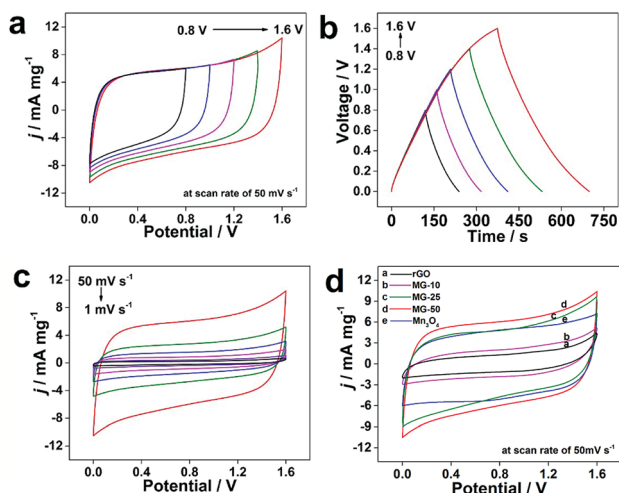 a
0.8 V 1.6 V
j / mA mg⁻¹
12
8
4
0
-4
-8
-12
at scan rate of 50 mV s⁻¹
0.0 0.4 0.8 1.2 1.6
Potential / V
b
1.6 V
0.8 V
Voltage / V
1.8
1.6
1.4
1.2
1.0
0.8
0.6
0.4
0.2
0.0
0 150 300 450 600 750
Time / s
c
50 mV s⁻¹
1 mV s⁻¹
j / mA mg⁻¹
12
8
4
0
-4
-8
-12
0.0 0.4 0.8 1.2 1.6
Potential / V
d
a rGO
b MG-10
c MG-25
d MG-50
e Mn₃O₄
d
c
e
b
a
j / mA mg⁻¹
12
9
6
3
0
-3
-6
-9
-12
at scan rate of 50mV s⁻¹
0.0 0.4 0.8 1.2 1.6
Potential / V